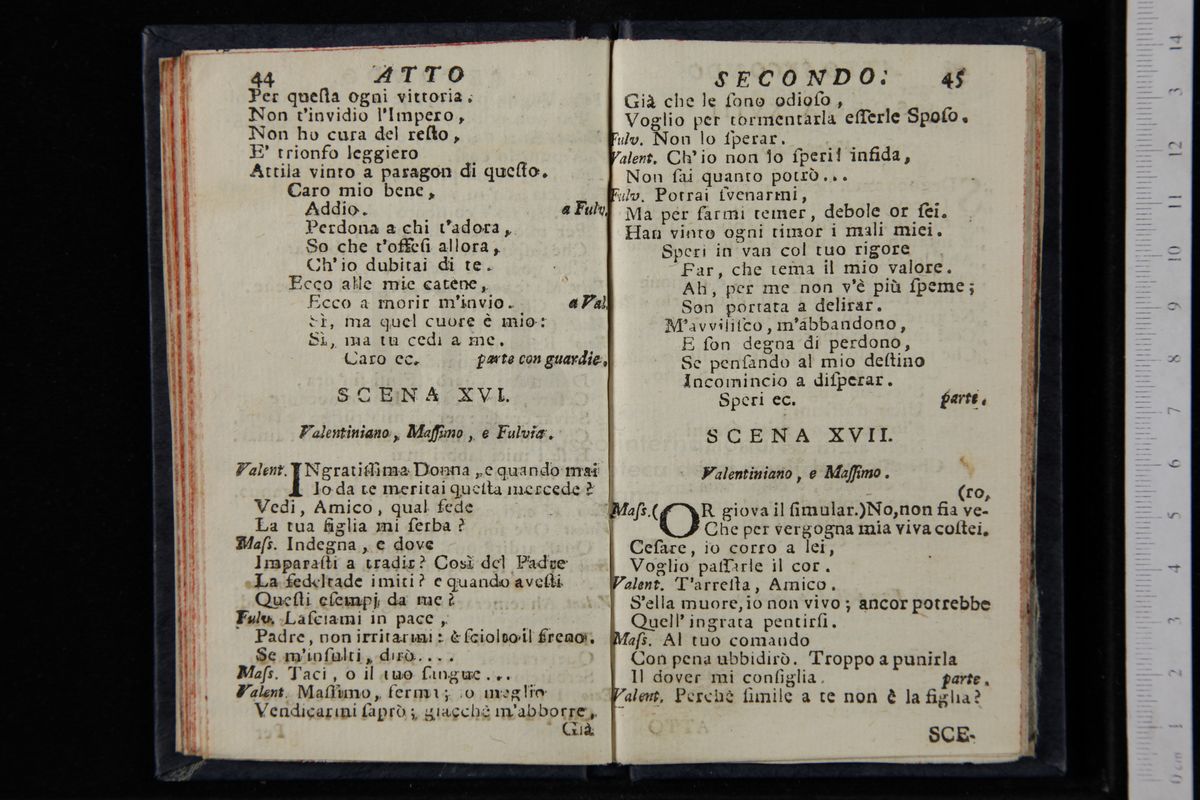 44 ATTO
Per queſta ogni vittoria.
Non t'invidio l'Impero,
Non ho cura del reſto,
E' trionfo leggiero
Attila vinto a paragon di queſto.
Caro mio bene,
Addio. a Fulv.
Perdona a chi t'adora,
So che t'offeſi allora,
Ch'io dubitai di te.
Ecco alle mie catene,
Ecco a morir m'invio. a Val.
Sì, ma quel cuore è mio:
Sì, ma tu cedi a me.
Caro ec. parte con guardie.
SCENA XVI.
Valentiniano, Maſſimo, e Fulvia.
Valent. INgratiſſima Donna, e quando mai
Io da te meritai queſta mercede?
Vedi, Amico, qual fede
La tua figlia mi ſerba?
Maſs. Indegna, e dove
Imparaſti a tradir? Così del Padre
La fedeltade imiti? e quando aveſti
Queſti eſempj da me?
Fulv. Laſciami in pace,
Padre, non irritarmi: è ſciolto il freno.
Se m'inſulti, dirò....
Maſs. Taci, o il tuo ſangue...
Valent. Maſſimo, fermi; io meglio
Vendicarmi ſaprò; giacchè m'abborre,
Già
SECONDO. 45
Già che le ſono odioſo,
Voglio per tormentarla eſſerle Spoſo.
Fulv. Non lo ſperar.
Valent. Ch'io non lo ſperi! infida,
Non ſai quanto potrò...
Fulv. Potrai ſvenarmi,
Ma per farmi temer, debole or ſei.
Han vinto ogni timor i mali miei.
Speri in van col tuo rigore
Far, che tema il mio valore.
Ah, per me non v'è più ſpeme;
Son portata a delirar.
M'avviliſco, m'abbandono,
E ſon degna di perdono,
Se penſando al mio deſtino
Incomincio a diſperar.
Speri ec. parte.
SCENA XVII.
Valentiniano, e Maſſimo.
(ro,
Maſs. (OR giova il ſimular.) No, non fia ve-
Che per vergogna mia viva coſtei.
Ceſare, io corro a lei,
Voglio paſſarle il cor.
Valent. T'arreſta, Amico.
S'ella muore, io non vivo; ancor potrebbe
Quell' ingrata pentirſi.
Maſs. Al tuo comando
Con pena ubbidirò. Troppo a punirla
Il dover mi conſiglia. parte.
Valent. Perchè ſimile a te non è la figlia?
SCE-